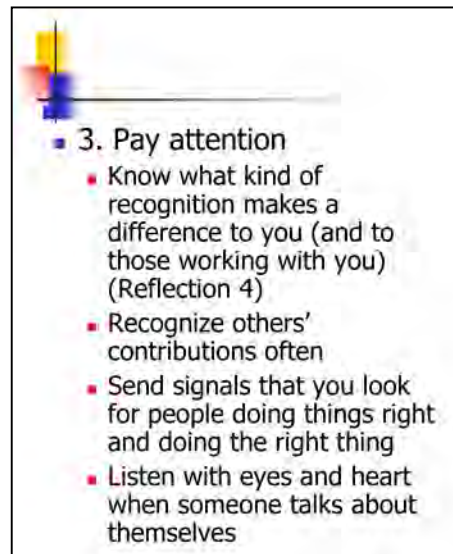 3. Pay attention
Know what kind of
recognition makes a
difference to you (and to
those working with you)
(Reflection 4)
Recognize others'
contributions often
Send signals that you look
for people doing things right
and doing the right thing
Listen with eyes and heart
when someone talks about
themselves